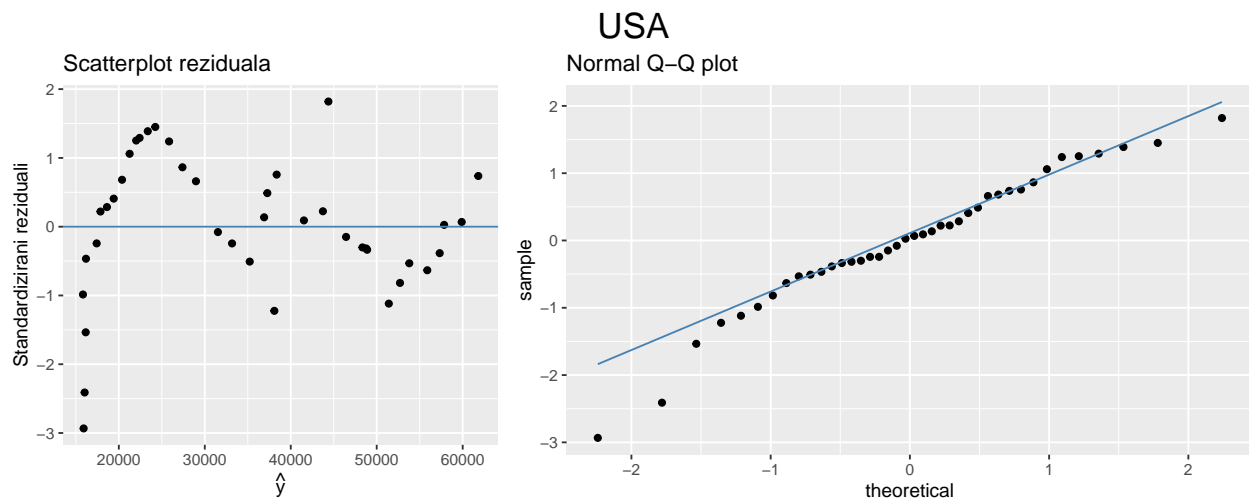 USA
Scatterplot reziduala
Standardizirani reziduali
2
1
0
−1
−2
−3
20000 30000 40000 50000 60000
ŷ
Normal Q−Q plot
sample
2
1
0
−1
−2
−3
−2 −1 0 1 2
theoretical